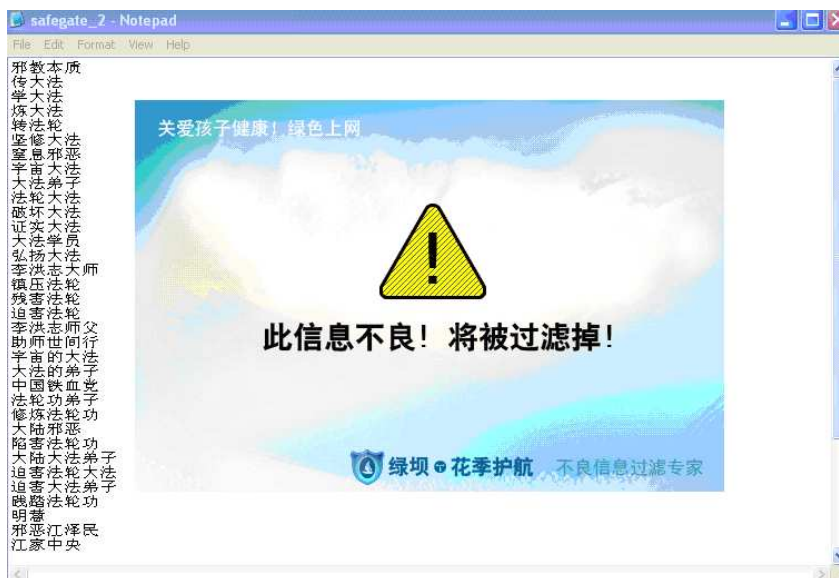 safegate_2 - Notepad
File Edit Format View Help
邪教本质
传大法
学大法
炼大法
转法轮
坚修大法
窒息邪恶
宇宙大法
大法弟子
法轮大法
破坏大法
证实大法
大法学员
弘扬大法
李洪志大师
镇压法轮
残害法轮
迫害法轮
李洪志师父
助师世间行
宇宙的大法
大法的弟子
中国铁血党
法轮功弟子
修炼法轮功
大陆邪恶
陷害法轮功
大陆大法弟子
迫害法轮大法
迫害大法弟子
践踏法轮功
明慧
邪恶江泽民
江家中央
关爱孩子健康！绿色上网
此信息不良！将被过滤掉！
绿坝 花季护航 不良信息过滤专家